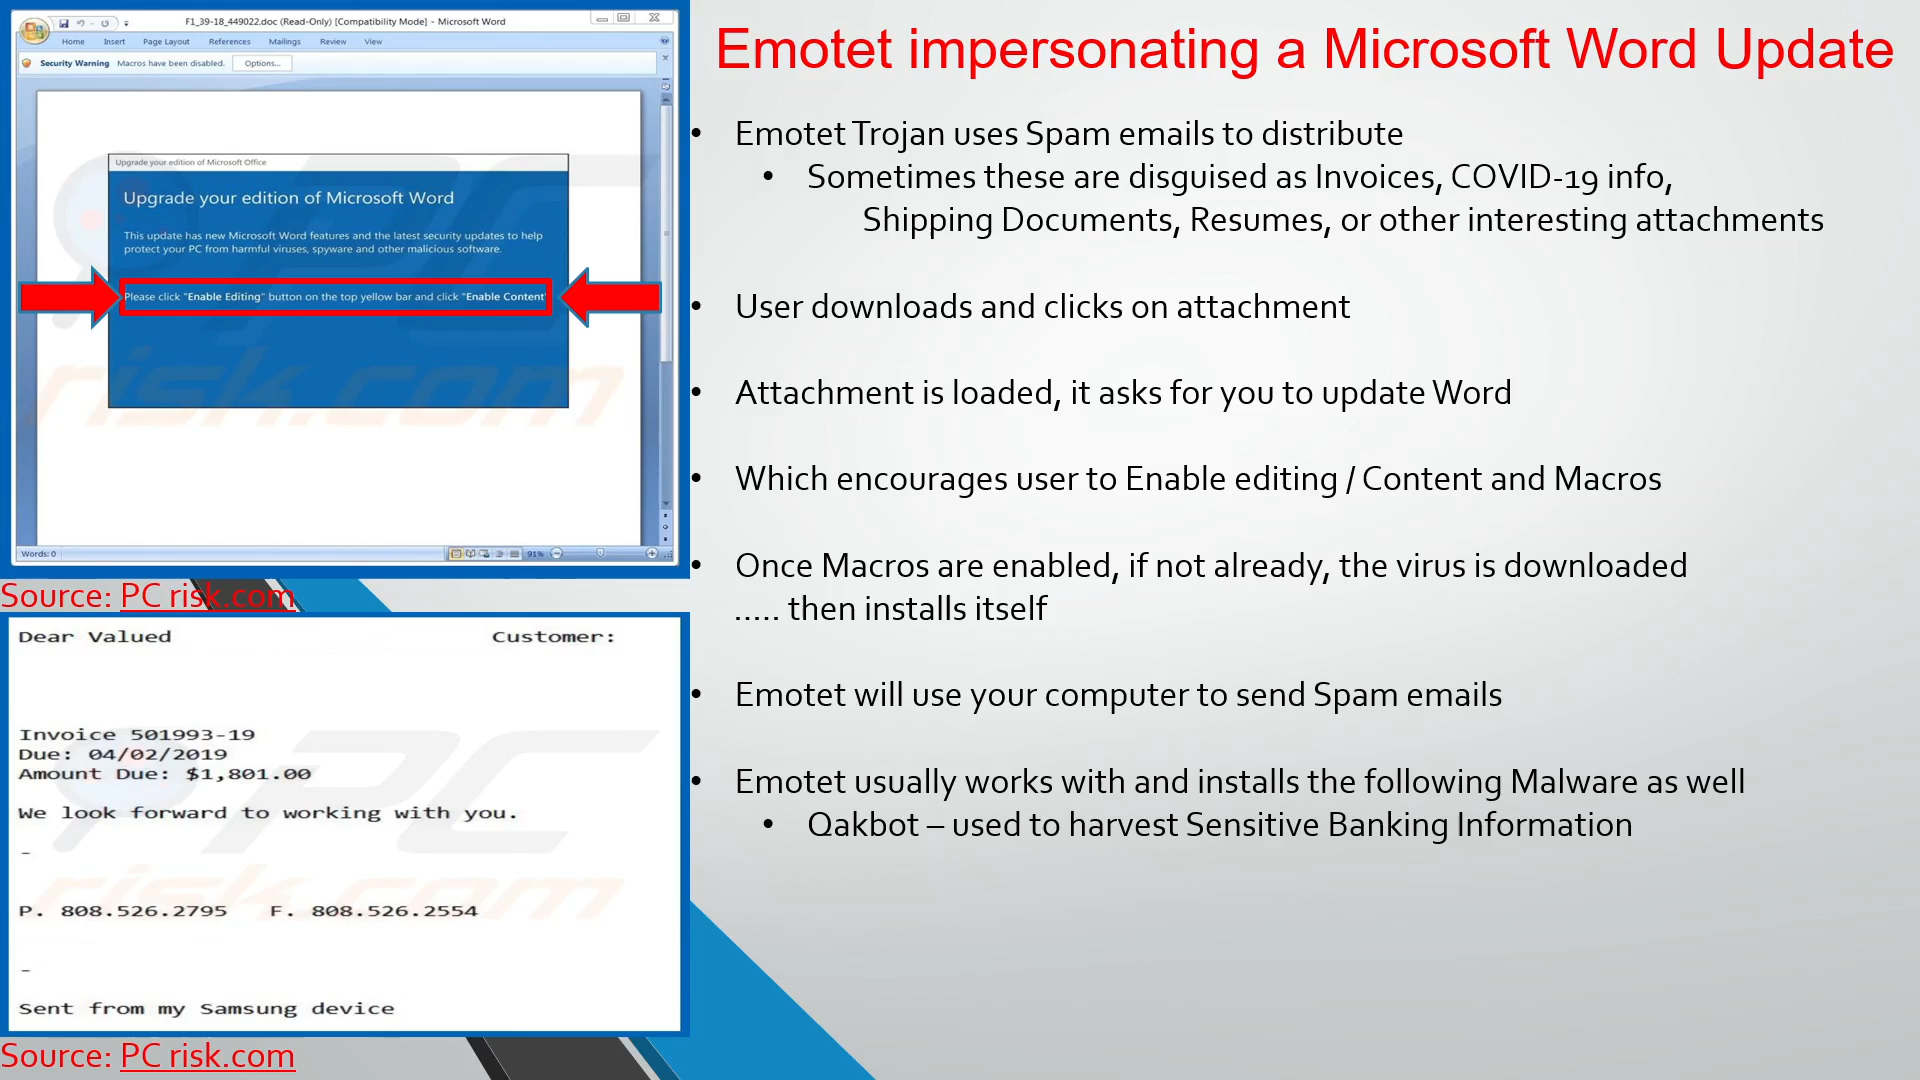 F1_39-18_449022.doc (Read-Only) [Compatibility Mode] - Microsoft Word
Home Insert Page Layout References Mailings Review View
Security Warning Macros have been disabled. Options...
Upgrade your edition of Microsoft Office
Upgrade your edition of Microsoft Word
This update has new Microsoft Word features and the latest security updates to help
protect your PC from harmful viruses, spyware and other malicious software.
Please click "Enable Editing" button on the top yellow bar and click "Enable Content"
PC
risk.com
Words: 0 91%
Source: PC risk.com
Dear Valued Customer:
Invoice 501993-19
Due: 04/02/2019
Amount Due: $1,801.00
We look forward to working with you.
–
P. 808.526.2795 F. 808.526.2554
–
Sent from my Samsung device
PC
risk.com
Source: PC risk.com
Emotet impersonating a Microsoft Word Update
• Emotet Trojan uses Spam emails to distribute
• Sometimes these are disguised as Invoices, COVID-19 info,
Shipping Documents, Resumes, or other interesting attachments
• User downloads and clicks on attachment
• Attachment is loaded, it asks for you to update Word
• Which encourages user to Enable editing / Content and Macros
• Once Macros are enabled, if not already, the virus is downloaded
..... then installs itself
• Emotet will use your computer to send Spam emails
• Emotet usually works with and installs the following Malware as well
• Qakbot – used to harvest Sensitive Banking Information